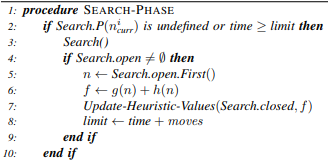 1: procedure SEARCH-PHASE
2: if Search.P(n^i_curr) is undefined or time ≥ limit then
3: Search()
4: if Search.open ≠ ∅ then
5: n ← Search.open.First()
6: f ← g(n) + h(n)
7: Update-Heuristic-Values(Search.closed, f)
8: limit ← time + moves
9: end if
10: end if